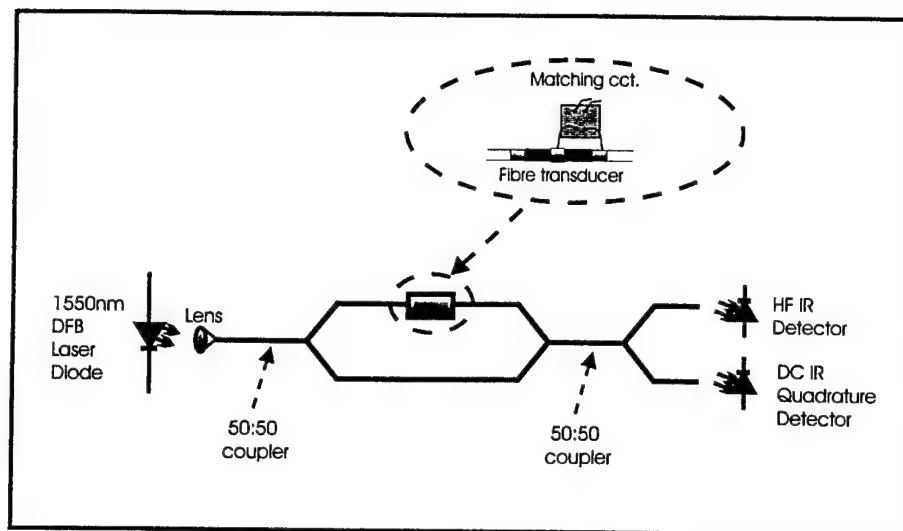 Matching cct.
Fibre transducer
1550nm
DFB
Laser
Diode
Lens
50:50
coupler
50:50
coupler
HF IR
Detector
DC IR
Quadrature
Detector